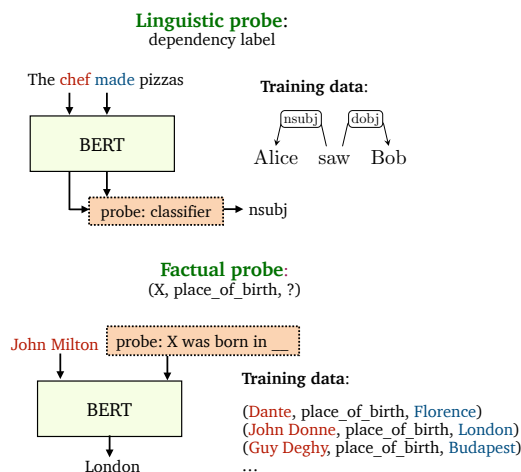 Linguistic probe:
dependency label
The chef made pizzas
Training data:
nsubj dobj
BERT
Alice saw Bob
probe: classifier
nsubj
Factual probe:
(X, place_of_birth, ?)
John Milton
probe: X was born in __
Training data:
BERT
(Dante, place_of_birth, Florence)
(John Donne, place_of_birth, London)
(Guy Deghy, place_of_birth, Budapest)
...
London